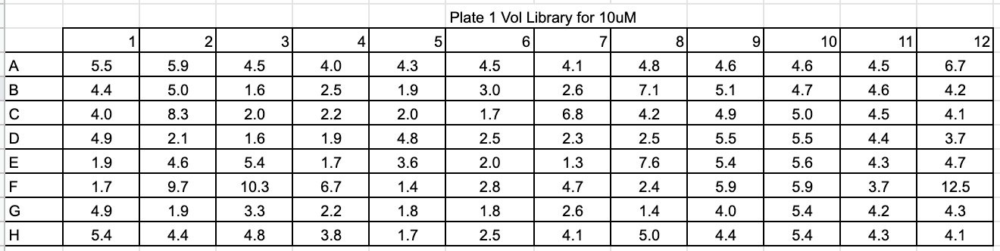 Plate 1 Vol Library for 10uM
1 2 3 4 5 6 7 8 9 10 11 12
A 5.5 5.9 4.5 4.0 4.3 4.5 4.1 4.8 4.6 4.6 4.5 6.7
B 4.4 5.0 1.6 2.5 1.9 3.0 2.6 7.1 5.1 4.7 4.6 4.2
C 4.0 8.3 2.0 2.2 2.0 1.7 6.8 4.2 4.9 5.0 4.5 4.1
D 4.9 2.1 1.6 1.9 4.8 2.5 2.3 2.5 5.5 5.5 4.4 3.7
E 1.9 4.6 5.4 1.7 3.6 2.0 1.3 7.6 5.4 5.6 4.3 4.7
F 1.7 9.7 10.3 6.7 1.4 2.8 4.7 2.4 5.9 5.9 3.7 12.5
G 4.9 1.9 3.3 2.2 1.8 1.8 2.6 1.4 4.0 5.4 4.2 4.3
H 5.4 4.4 4.8 3.8 1.7 2.5 4.1 5.0 4.4 5.4 4.3 4.1